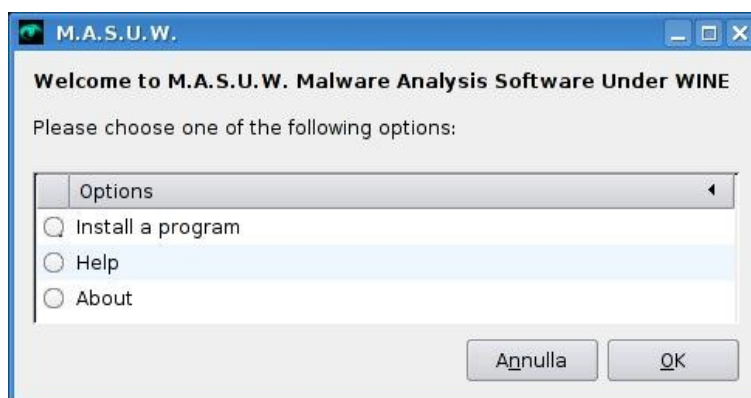 M.A.S.U.W.
Welcome to M.A.S.U.W. Malware Analysis Software Under WINE
Please choose one of the following options:
Options
Install a program
Help
About
Annulla
OK